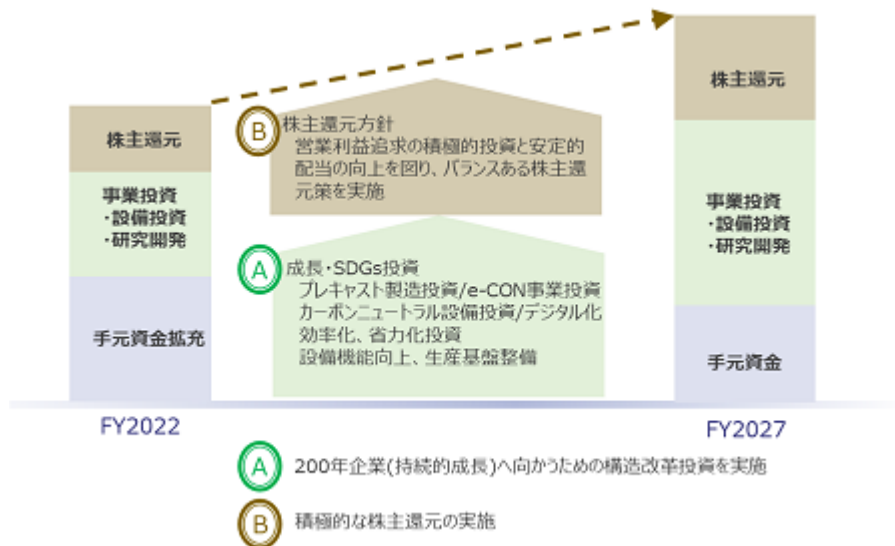 株主還元
事業投資
・設備投資
・研究開発
手元資金拡充
FY2022
B
株主還元方針
営業利益追求の積極的投資と安定的
配当の向上を図り、バランスある株主還
元策を実施
A
成長・SDGs投資
プレキャスト製造投資/e-CON事業投資
カーボンニュートラル設備投資/デジタル化
効率化、省力化投資
設備機能向上、生産基盤整備
株主還元
事業投資
・設備投資
・研究開発
手元資金
FY2027
A 200年企業(持続的成長)へ向かうための構造改革投資を実施
B 積極的な株主還元の実施